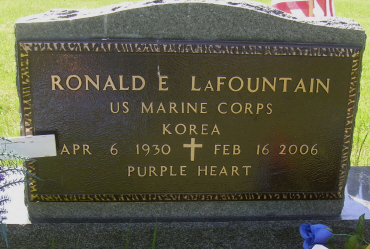 RONALD E LAFOUNTAIN
US MARINE CORPS
KOREA
APR 6 1930 ✝ FEB 16 2006
PURPLE HEART